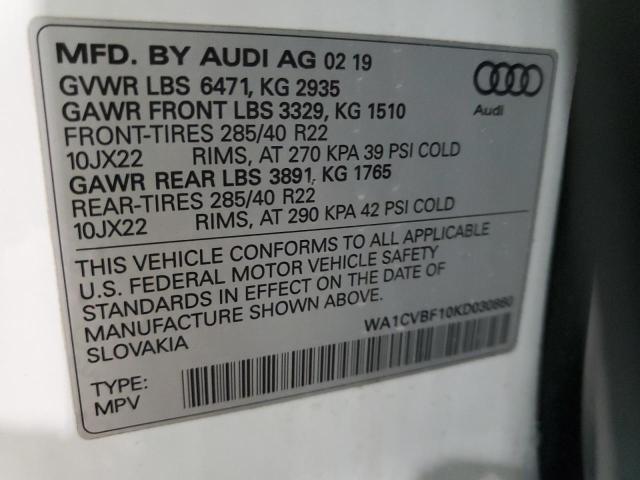 MFD. BY AUDI AG 02 19
GVWR LBS 6471, KG 2935
GAWR FRONT LBS 3329, KG 1510
FRONT-TIRES 285/40 R22
10JX22 RIMS, AT 270 KPA 39 PSI COLD
GAWR REAR LBS 3891, KG 1765
REAR-TIRES 285/40 R22
10JX22 RIMS, AT 290 KPA 42 PSI COLD
Audi
THIS VEHICLE CONFORMS TO ALL APPLICABLE
U.S. FEDERAL MOTOR VEHICLE SAFETY
STANDARDS IN EFFECT ON THE DATE OF
MANUFACTURE SHOWN ABOVE.
SLOVAKIA
WA1CVBF10KD030860
TYPE:
MPV